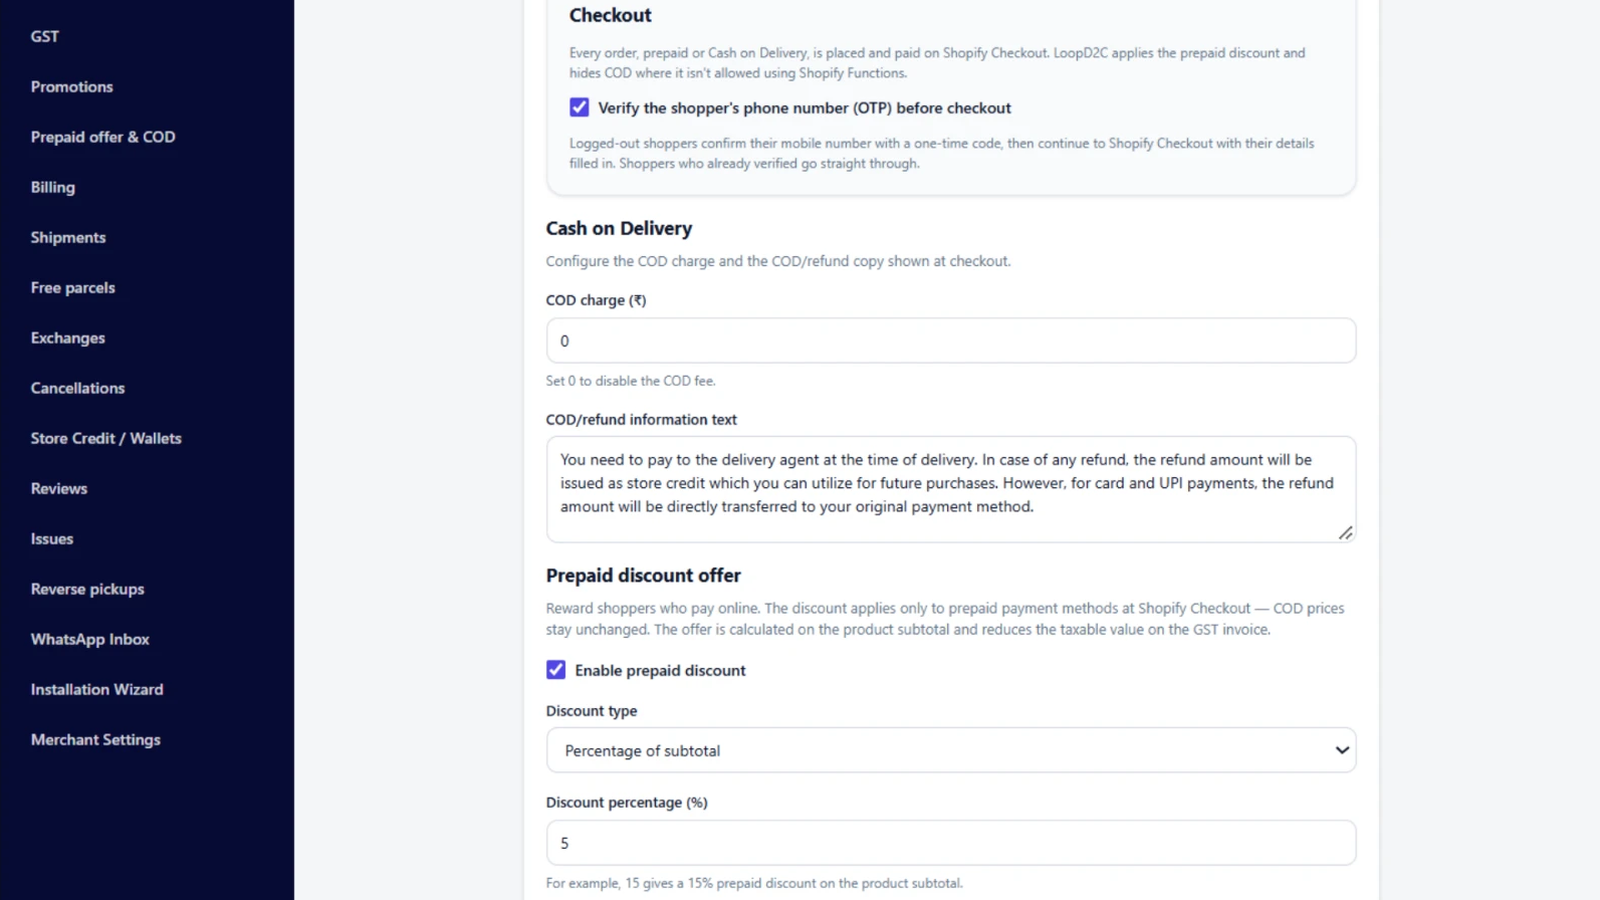 GST
Promotions
Prepaid offer & COD
Billing
Shipments
Free parcels
Exchanges
Cancellations
Store Credit / Wallets
Reviews
Issues
Reverse pickups
WhatsApp Inbox
Installation Wizard
Merchant Settings
Checkout
Every order, prepaid or Cash on Delivery, is placed and paid on Shopify Checkout. LoopD2C applies the prepaid discount and
hides COD where it isn't allowed using Shopify Functions.
Verify the shopper's phone number (OTP) before checkout
Logged-out shoppers confirm their mobile number with a one-time code, then continue to Shopify Checkout with their details
filled in. Shoppers who already verified go straight through.
Cash on Delivery
Configure the COD charge and the COD/refund copy shown at checkout.
COD charge (₹)
0
Set 0 to disable the COD fee.
COD/refund information text
You need to pay to the delivery agent at the time of delivery. In case of any refund, the refund amount will be
issued as store credit which you can utilize for future purchases. However, for card and UPI payments, the refund
amount will be directly transferred to your original payment method.
Prepaid discount offer
Reward shoppers who pay online. The discount applies only to prepaid payment methods at Shopify Checkout — COD prices
stay unchanged. The offer is calculated on the product subtotal and reduces the taxable value on the GST invoice.
Enable prepaid discount
Discount type
Percentage of subtotal
Discount percentage (%)
5
For example, 15 gives a 15% prepaid discount on the product subtotal.